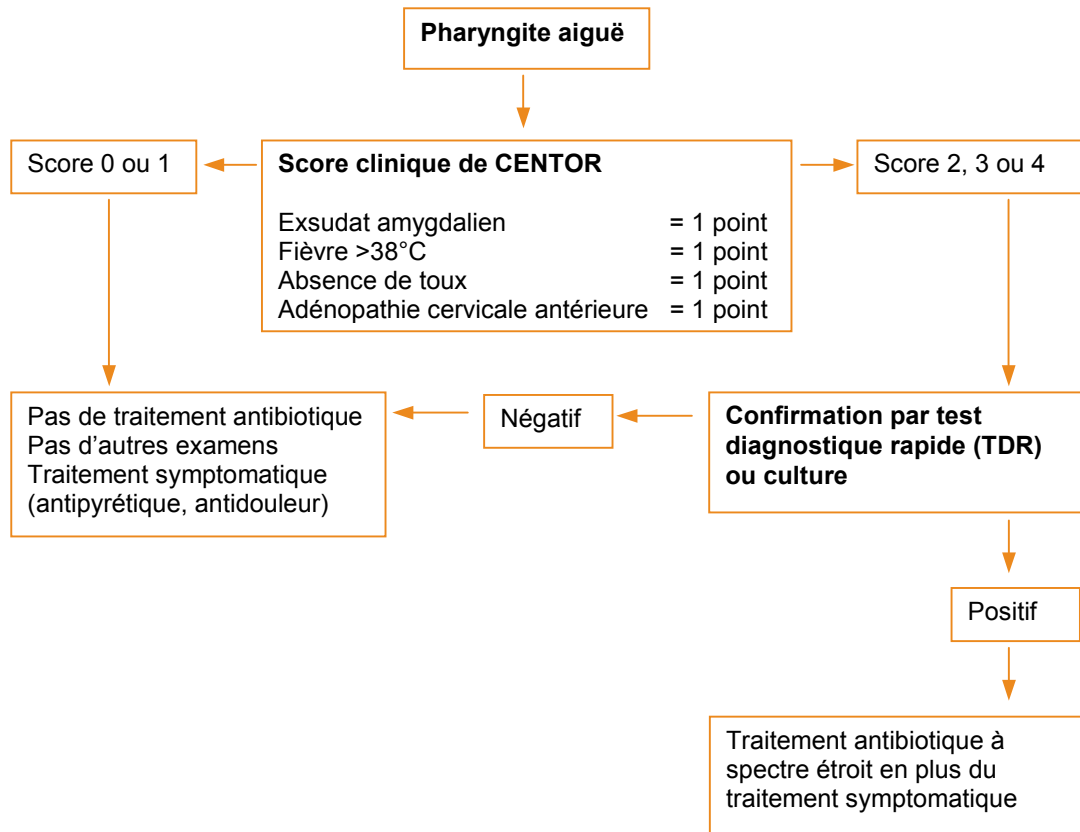 Pharyngite aiguë
Score 0 ou 1
Score clinique de CENTOR
Exsudat amygdalien = 1 point
Fièvre >38°C = 1 point
Absence de toux = 1 point
Adénopathie cervicale antérieure = 1 point
Score 2, 3 ou 4
Pas de traitement antibiotique
Pas d’autres examens
Traitement symptomatique
(antipyrétique, antidouleur)
Négatif
Confirmation par test
diagnostique rapide (TDR)
ou culture
Positif
Traitement antibiotique à
spectre étroit en plus du
traitement symptomatique